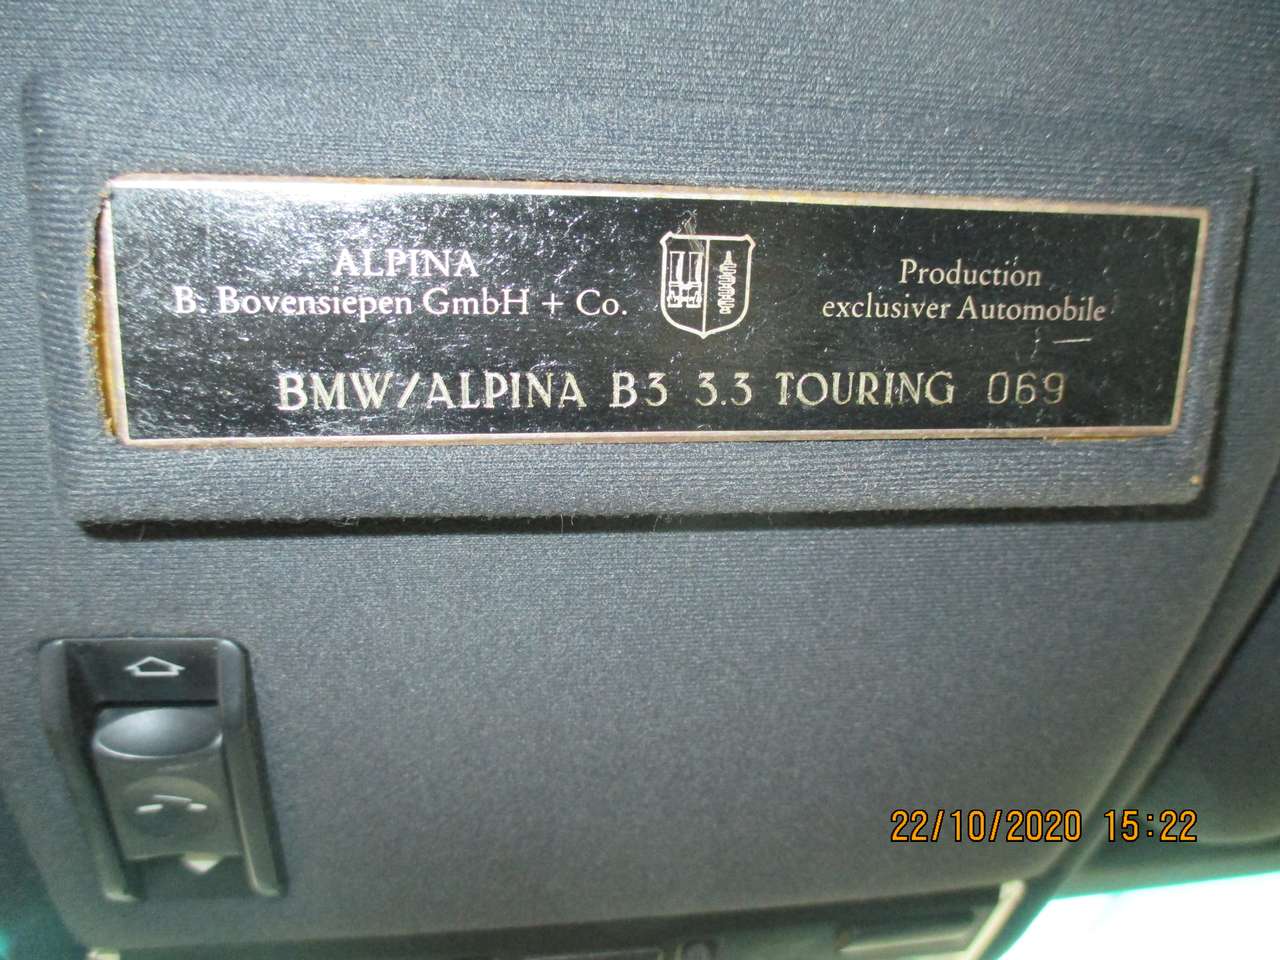 ALPINA
B. Bovensiepen GmbH + Co.
Production
exclusiver Automobile
BMW/ALPINA B3 3.3 TOURING 069
22/10/2020 15:22